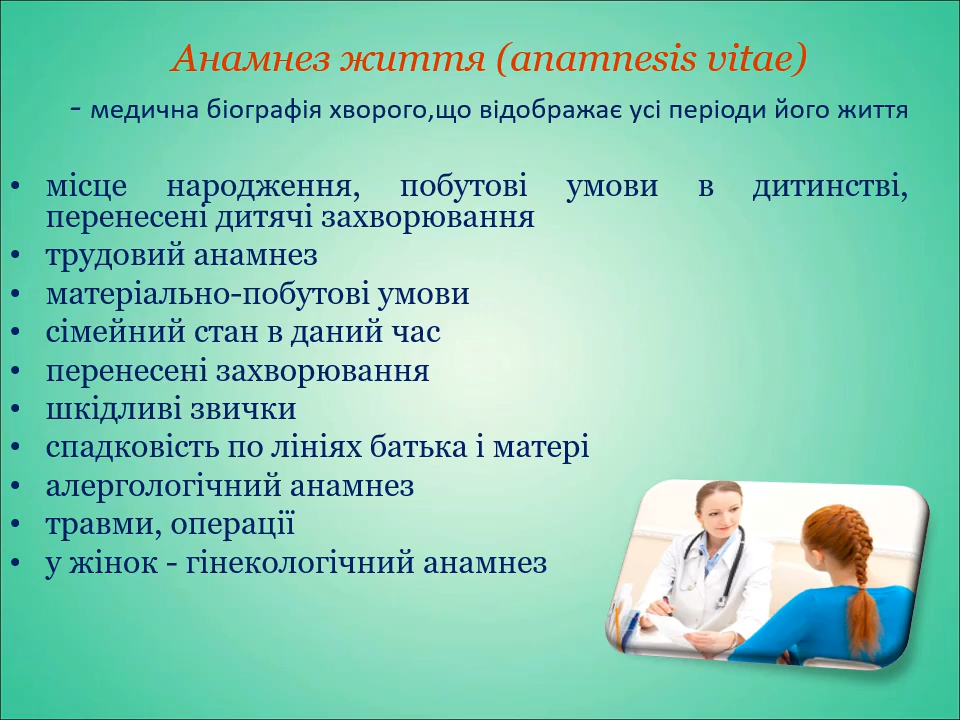 Анамнез життя (anamnesis vitae)
- медична біографія хворого,що відображає усі періоди його життя
• місце народження, побутові умови в дитинстві,
перенесені дитячі захворювання
• трудовий анамнез
• матеріально-побутові умови
• сімейний стан в даний час
• перенесені захворювання
• шкідливі звички
• спадковість по лініях батька і матері
• алергологічний анамнез
• травми, операції
• у жінок - гінекологічний анамнез